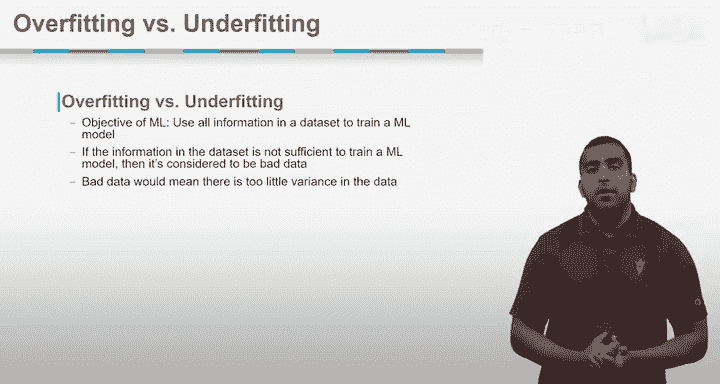 Overfitting vs. Underfitting
Overfitting vs. Underfitting
– Objective of ML: Use all information in a dataset to train a ML
model
– If the information in the dataset is not sufficient to train a ML
model, then it's considered to be bad data
– Bad data would mean there is too little variance in the data